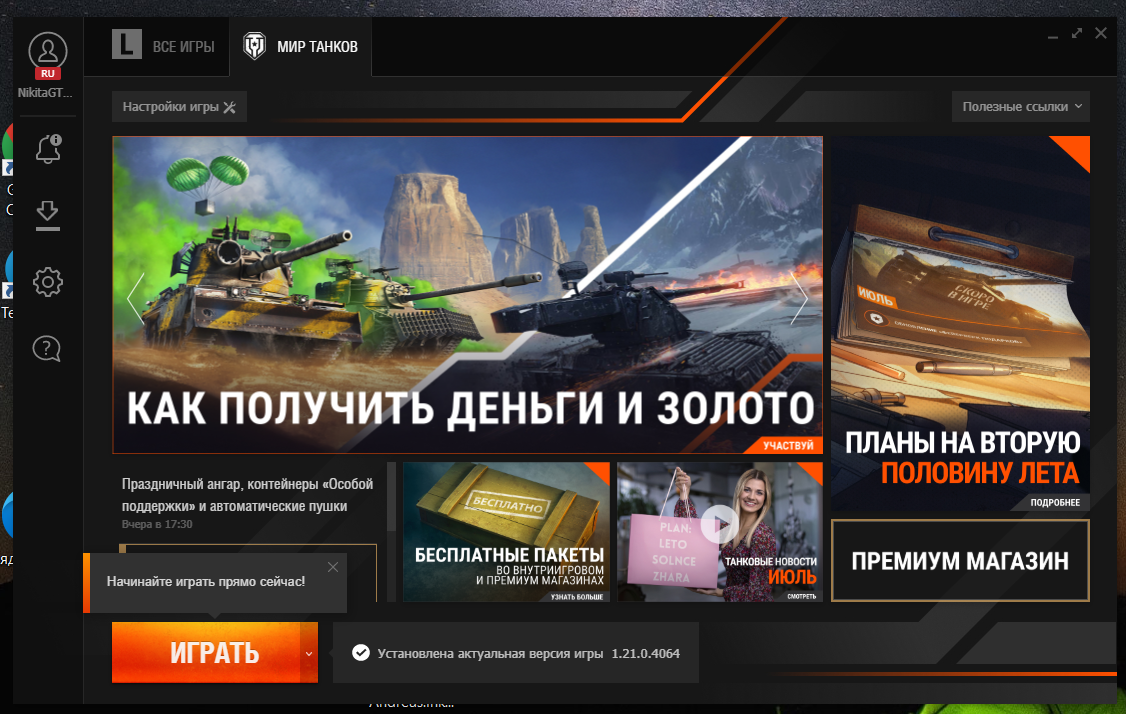 ВСЕ ИГРЫ
МИР ТАНКОВ
RU
NikitaGT...
Настройки игры
Полезные ссылки
КАК ПОЛУЧИТЬ ДЕНЬГИ И ЗОЛОТО
УЧАСТВУЙ
ИЮЛЬ
СКОРО
В ИГРЕ
ПЛАНЫ НА ВТОРУЮ
ПОЛОВИНУ ЛЕТА
ПОДРОБНЕЕ
Праздничный ангар, контейнеры «Особой
поддержки» и автоматические пушки
Вчера в 17:30
БЕСПЛАТНО
БЕСПЛАТНЫЕ ПАКЕТЫ
ВО ВНУТРИИГРОВОМ
И ПРЕМИУМ МАГАЗИНАХ
УЗНАТЬ БОЛЬШЕ
PLAN:
LETO
SOLNCE
ZHARA
ТАНКОВЫЕ НОВОСТИ
ИЮЛЬ
СМОТРЕТЬ
ПРЕМИУМ МАГАЗИН
Начинайте играть прямо сейчас!
ИГРАТЬ
Установлена актуальная версия игры 1.21.0.4064